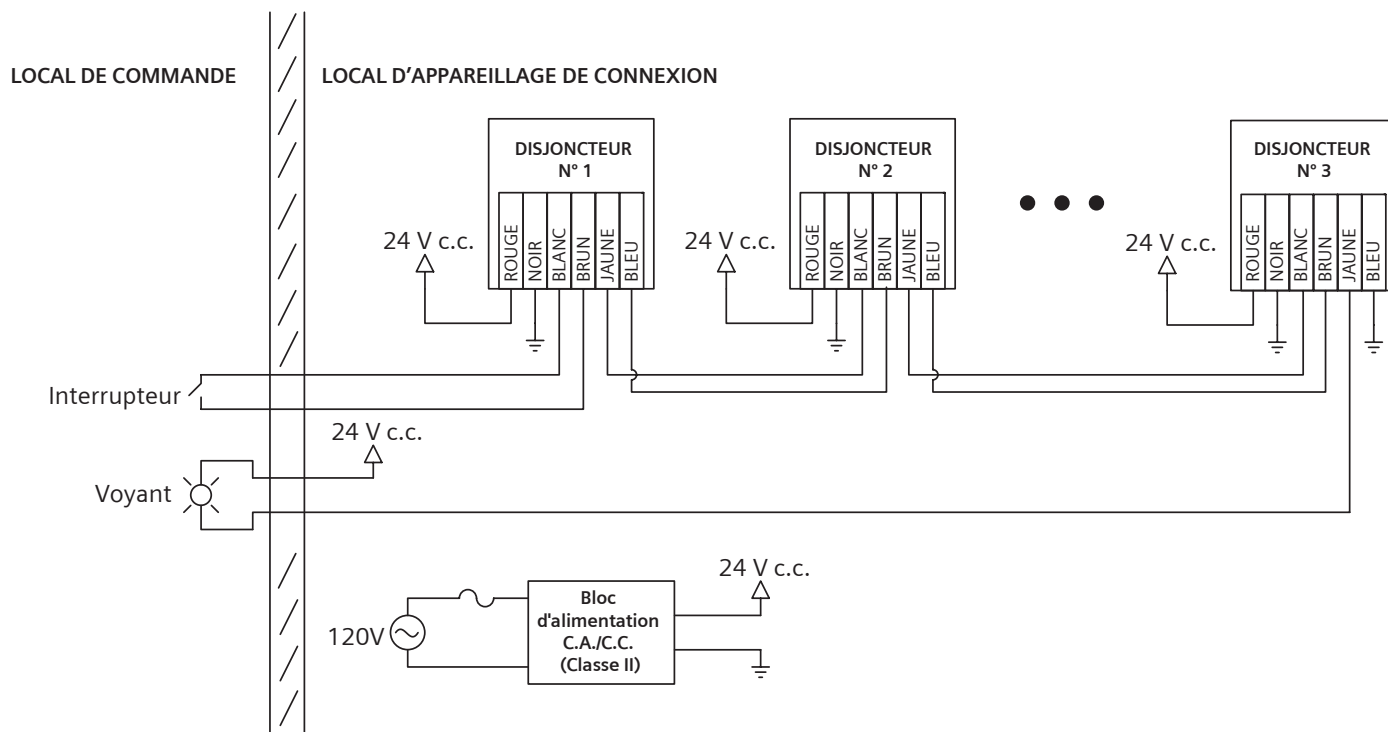 LOCAL DE COMMANDE
LOCAL D'APPAREILLAGE DE CONNEXION
DISJONCTEUR
N° 1
24 V c.c.
ROUGE
NOIR
BLANC
BRUN
JAUNE
BLEU
DISJONCTEUR
N° 2
24 V c.c.
ROUGE
NOIR
BLANC
BRUN
JAUNE
BLEU
DISJONCTEUR
N° 3
24 V c.c.
ROUGE
NOIR
BLANC
BRUN
JAUNE
BLEU
Interrupteur
24 V c.c.
Voyant
24 V c.c.
120V
Bloc
d'alimentation
C.A./C.C.
(Classe II)